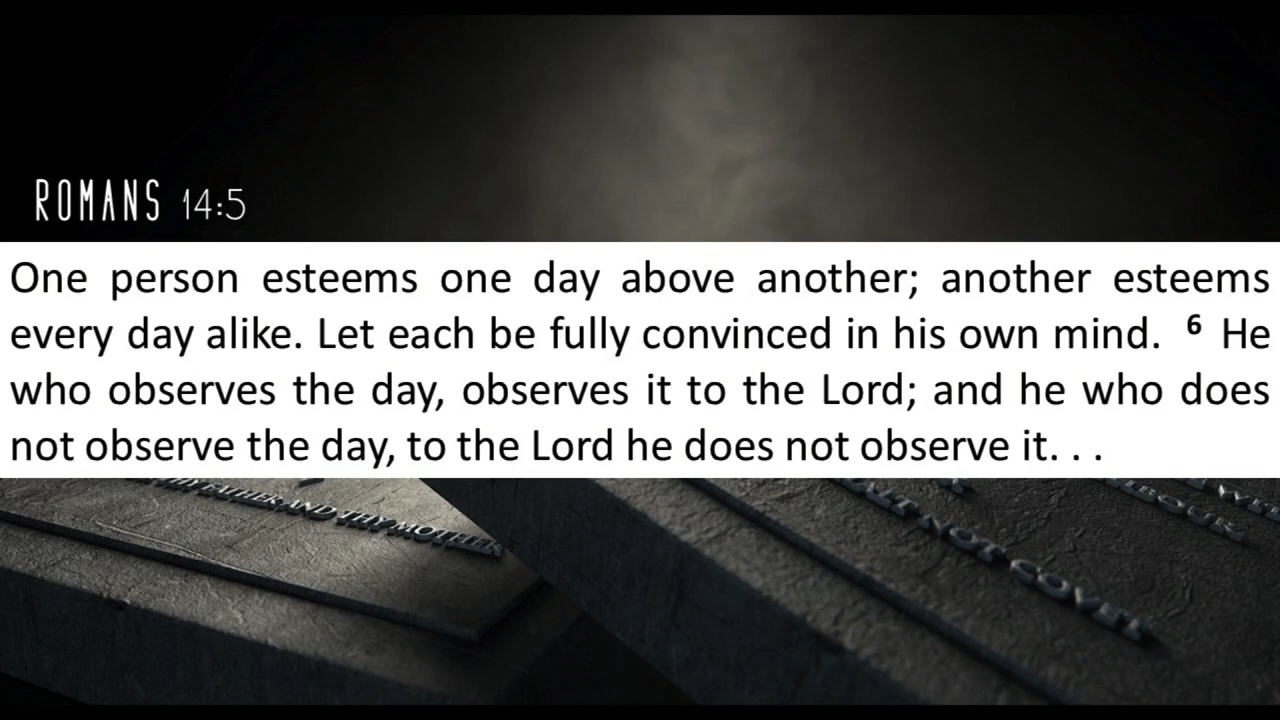 ROMANS 14:5
One person esteems one day above another; another esteems
every day alike. Let each be fully convinced in his own mind. 6 He
who observes the day, observes it to the Lord; and he who does
not observe the day, to the Lord he does not observe it. . .
THY FATHER AND THY MOTHER
NOT COVET